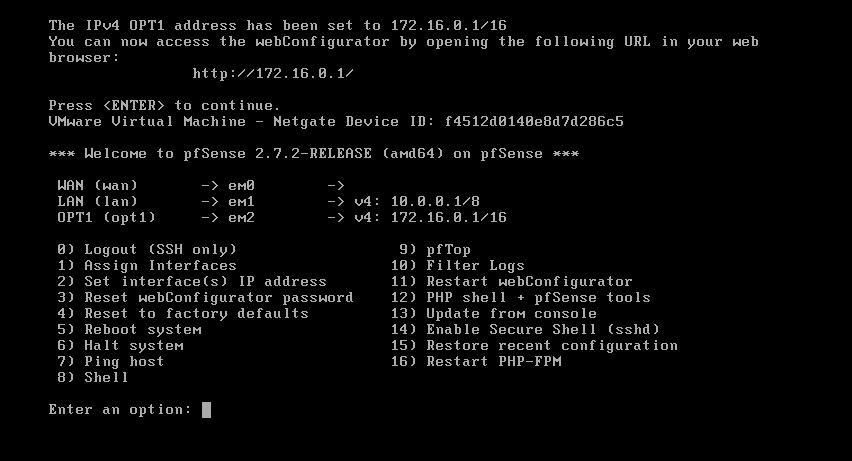 The IPv4 OPT1 address has been set to 172.16.0.1/16
You can now access the webConfigurator by opening the following URL in your web
browser:
http://172.16.0.1/
Press <ENTER> to continue.
VMware Virtual Machine - Netgate Device ID: f4512d0140e8d7d286c5
*** Welcome to pfSense 2.7.2-RELEASE (amd64) on pfSense ***
WAN (wan) -> em0 ->
LAN (lan) -> em1 -> v4: 10.0.0.1/8
OPT1 (opt1) -> em2 -> v4: 172.16.0.1/16
0) Logout (SSH only) 9) pfTop
1) Assign Interfaces 10) Filter Logs
2) Set interface(s) IP address 11) Restart webConfigurator
3) Reset webConfigurator password 12) PHP shell + pfSense tools
4) Reset to factory defaults 13) Update from console
5) Reboot system 14) Enable Secure Shell (sshd)
6) Halt system 15) Restore recent configuration
7) Ping host 16) Restart PHP-FPM
8) Shell
Enter an option: